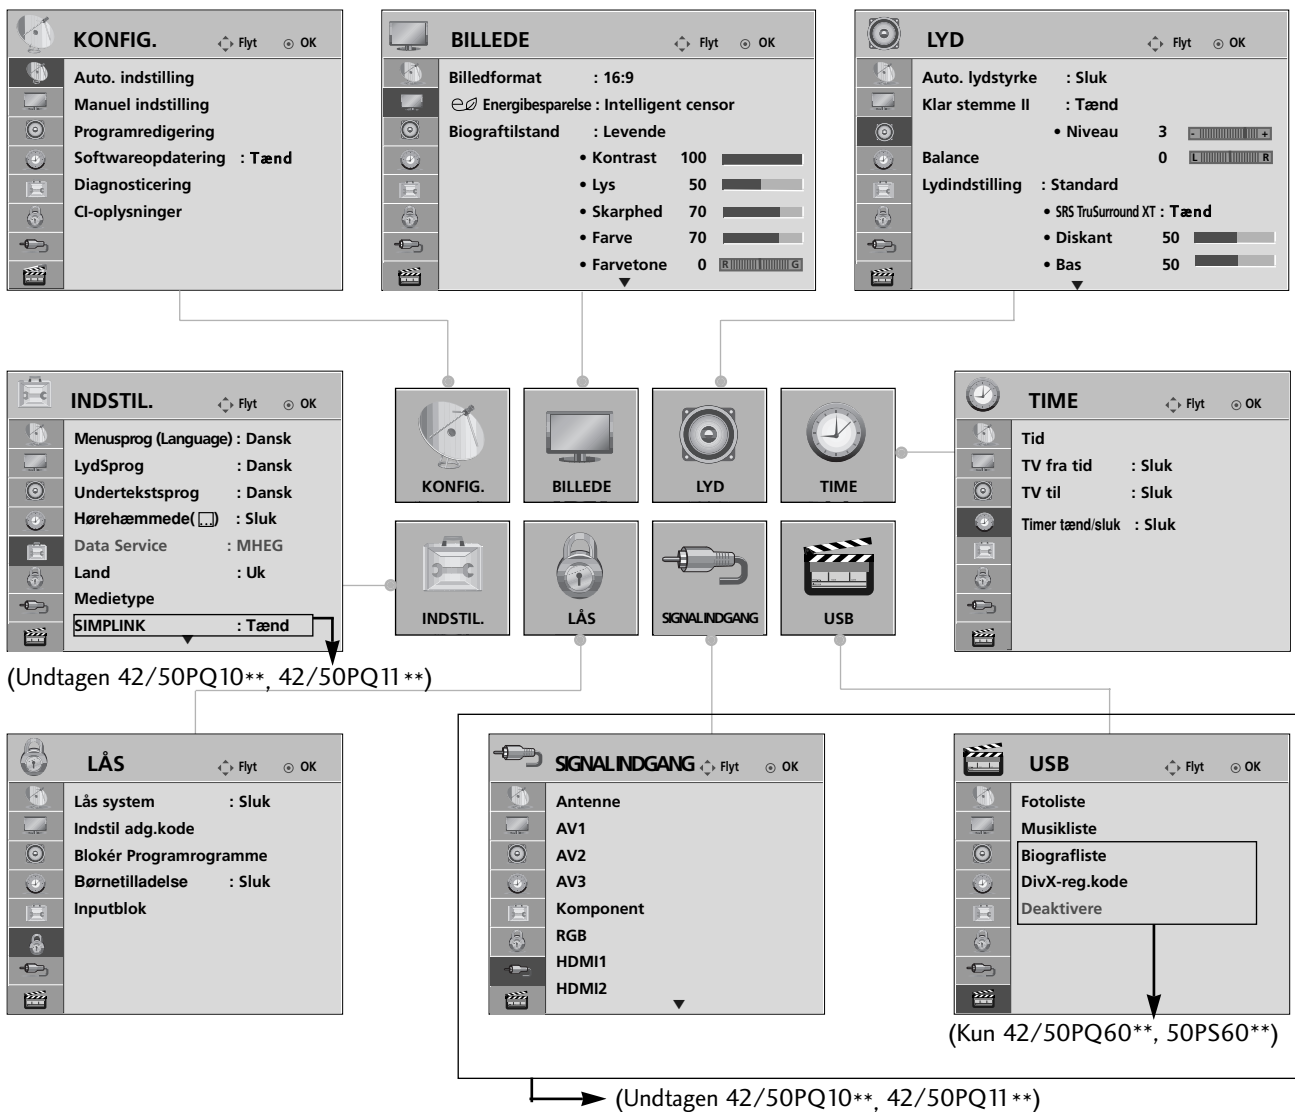 KONFIG. Flyt OK
Auto. indstilling
Manuel indstilling
Programredigering
Softwareopdatering : Tænd
Diagnosticering
CI-oplysninger
BILLEDE Flyt OK
Billedformat : 16:9
Energibesparelse : Intelligent censor
Biograftilstand : Levende
• Kontrast 100
• Lys 50
• Skarphed 70
• Farve 70
• Farvetone 0 R G
LYD Flyt OK
Auto. lydstyrke : Sluk
Klar stemme II : Tænd
• Niveau 3 - +
Balance 0 L R
Lydindstilling : Standard
• SRS TruSurround XT : Tænd
• Diskant 50
• Bas 50
INDSTIL. Flyt OK
Menusprog (Language) : Dansk
LydSprog : Dansk
Undertekstsprog : Dansk
Hørehæmmede( ) : Sluk
Data Service : MHEG
Land : Uk
Medietype
SIMPLINK : Tænd
(Undtagen 42/50PQ10**, 42/50PQ11**)
KONFIG.
BILLEDE
LYD
TIME
INDSTIL.
LÅS
SIGNALINDGANG
USB
TIME Flyt OK
Tid
TV fra tid : Sluk
TV til : Sluk
Timer tænd/sluk : Sluk
LÅS Flyt OK
Lås system : Sluk
Indstil adg.kode
Blokér Programrogramme
Børnetilladelse : Sluk
Inputblok
SIGNALINDGANG Flyt OK
Antenne
AV1
AV2
AV3
Komponent
RGB
HDMI1
HDMI2
USB Flyt OK
Fotoliste
Musikliste
Biografliste
DivX-reg.kode
Deaktivere
(Kun 42/50PQ60**, 50PS60**)
(Undtagen 42/50PQ10**, 42/50PQ11**)